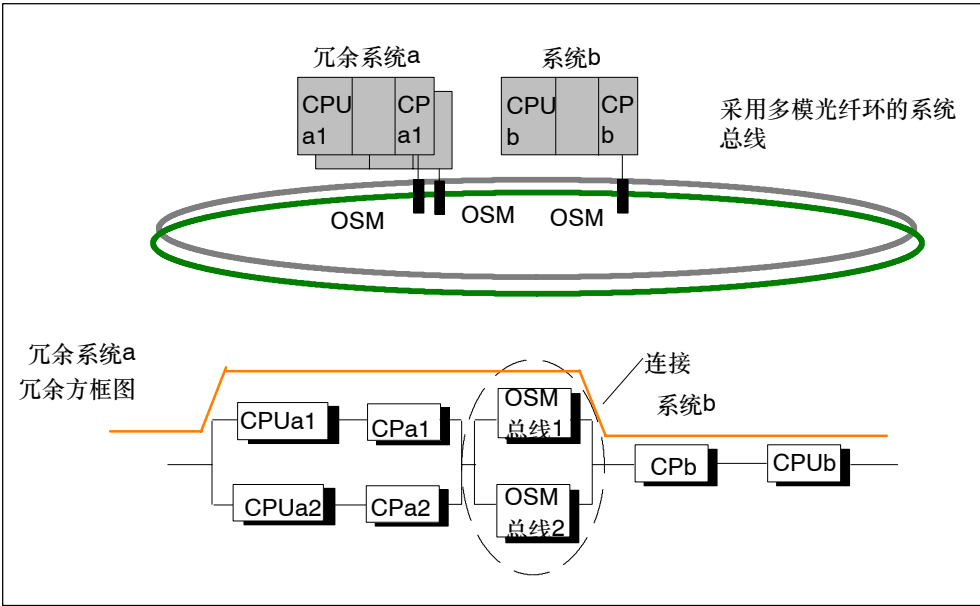 冗余系统a
系统b
CPU
a1
CP
a1
CPU
b
CP
b
采用多模光纤环的系统
总线
OSM
OSM
OSM
冗余系统a
冗余方框图
连接
系统b
CPUa1
CPa1
OSM
总线1
CPb
CPUb
CPUa2
CPa2
OSM
总线2